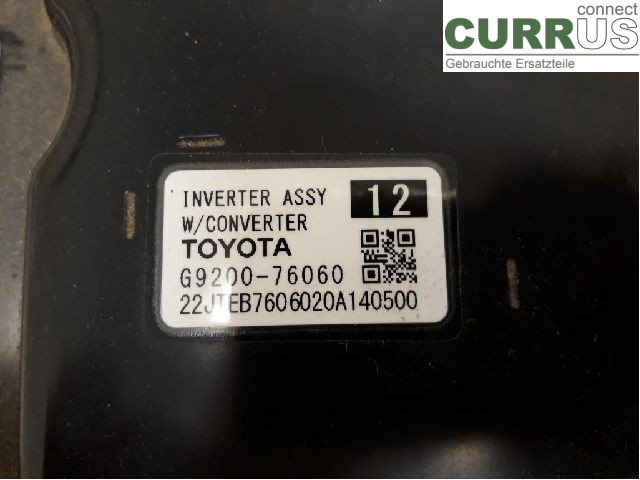 connect
CURRUS
Gebrauchte Ersatzteile
INVERTER ASSY 12
W/CONVERTER
TOYOTA
G9200-76060
22JTEB7606020A140500